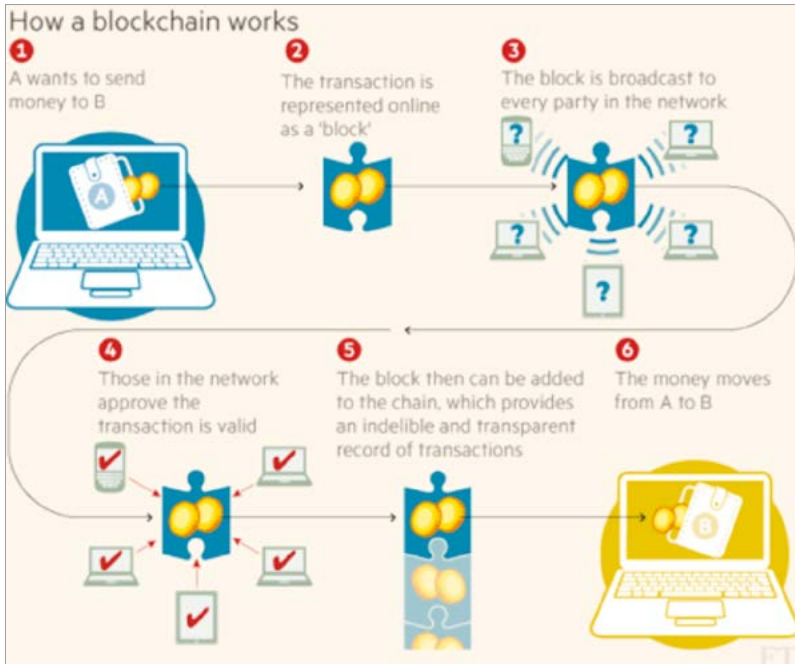 How a blockchain works
1
A wants to send
money to B
2
The transaction is
represented online
as a 'block'
3
The block is broadcast to
every party in the network
A
?
?
?
?
?
4
Those in the network
approve the
transaction is valid
5
The block then can be added
to the chain, which provides
an indelible and transparent
record of transactions
6
The money moves
from A to B
B
FT